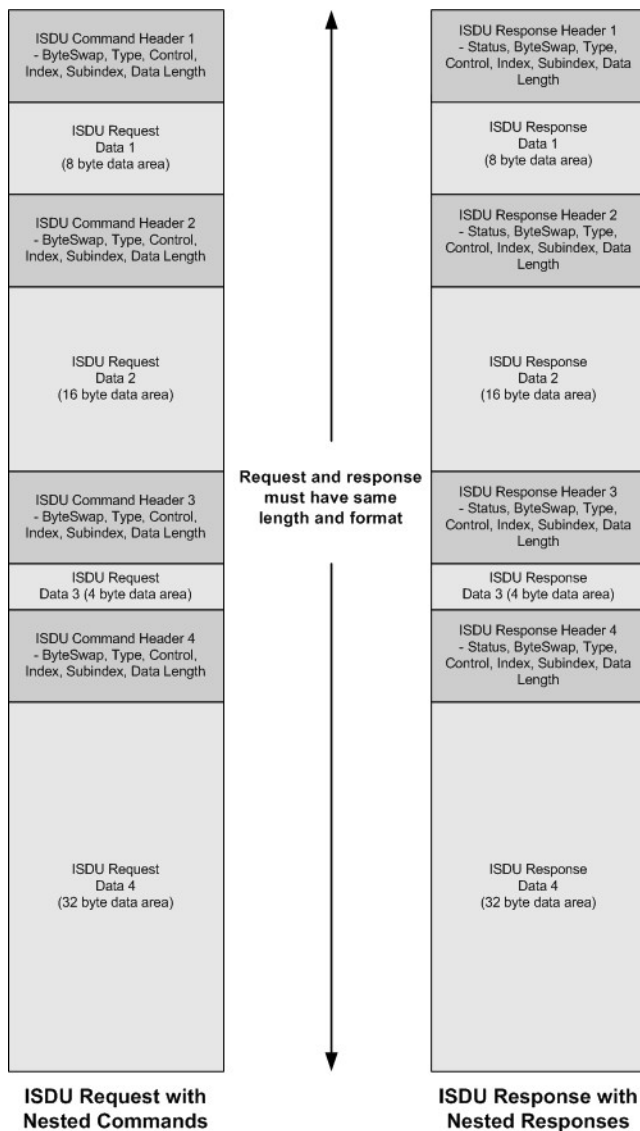 ISDU Command Header 1
- ByteSwap, Type, Control,
Index, Subindex, Data Length
ISDU Request
Data 1
(8 byte data area)
ISDU Command Header 2
- ByteSwap, Type, Control,
Index, Subindex, Data Length
ISDU Request
Data 2
(16 byte data area)
ISDU Command Header 3
- ByteSwap, Type, Control,
Index, Subindex, Data Length
ISDU Request
Data 3 (4 byte data area)
ISDU Command Header 4
- ByteSwap, Type, Control,
Index, Subindex, Data Length
ISDU Request
Data 4
(32 byte data area)
ISDU Request with
Nested Commands
Request and response
must have same
length and format
ISDU Response Header 1
- Status, ByteSwap, Type,
Control, Index, Subindex, Data
Length
ISDU Response
Data 1
(8 byte data area)
ISDU Response Header 2
- Status, ByteSwap, Type,
Control, Index, Subindex, Data
Length
ISDU Response
Data 2
(16 byte data area)
ISDU Response Header 3
- Status, ByteSwap, Type,
Control, Index, Subindex, Data
Length
ISDU Response
Data 3 (4 byte data area)
ISDU Response Header 4
- Status, ByteSwap, Type,
Control, Index, Subindex, Data
Length
ISDU Response
Data 4
(32 byte data area)
ISDU Response with
Nested Responses